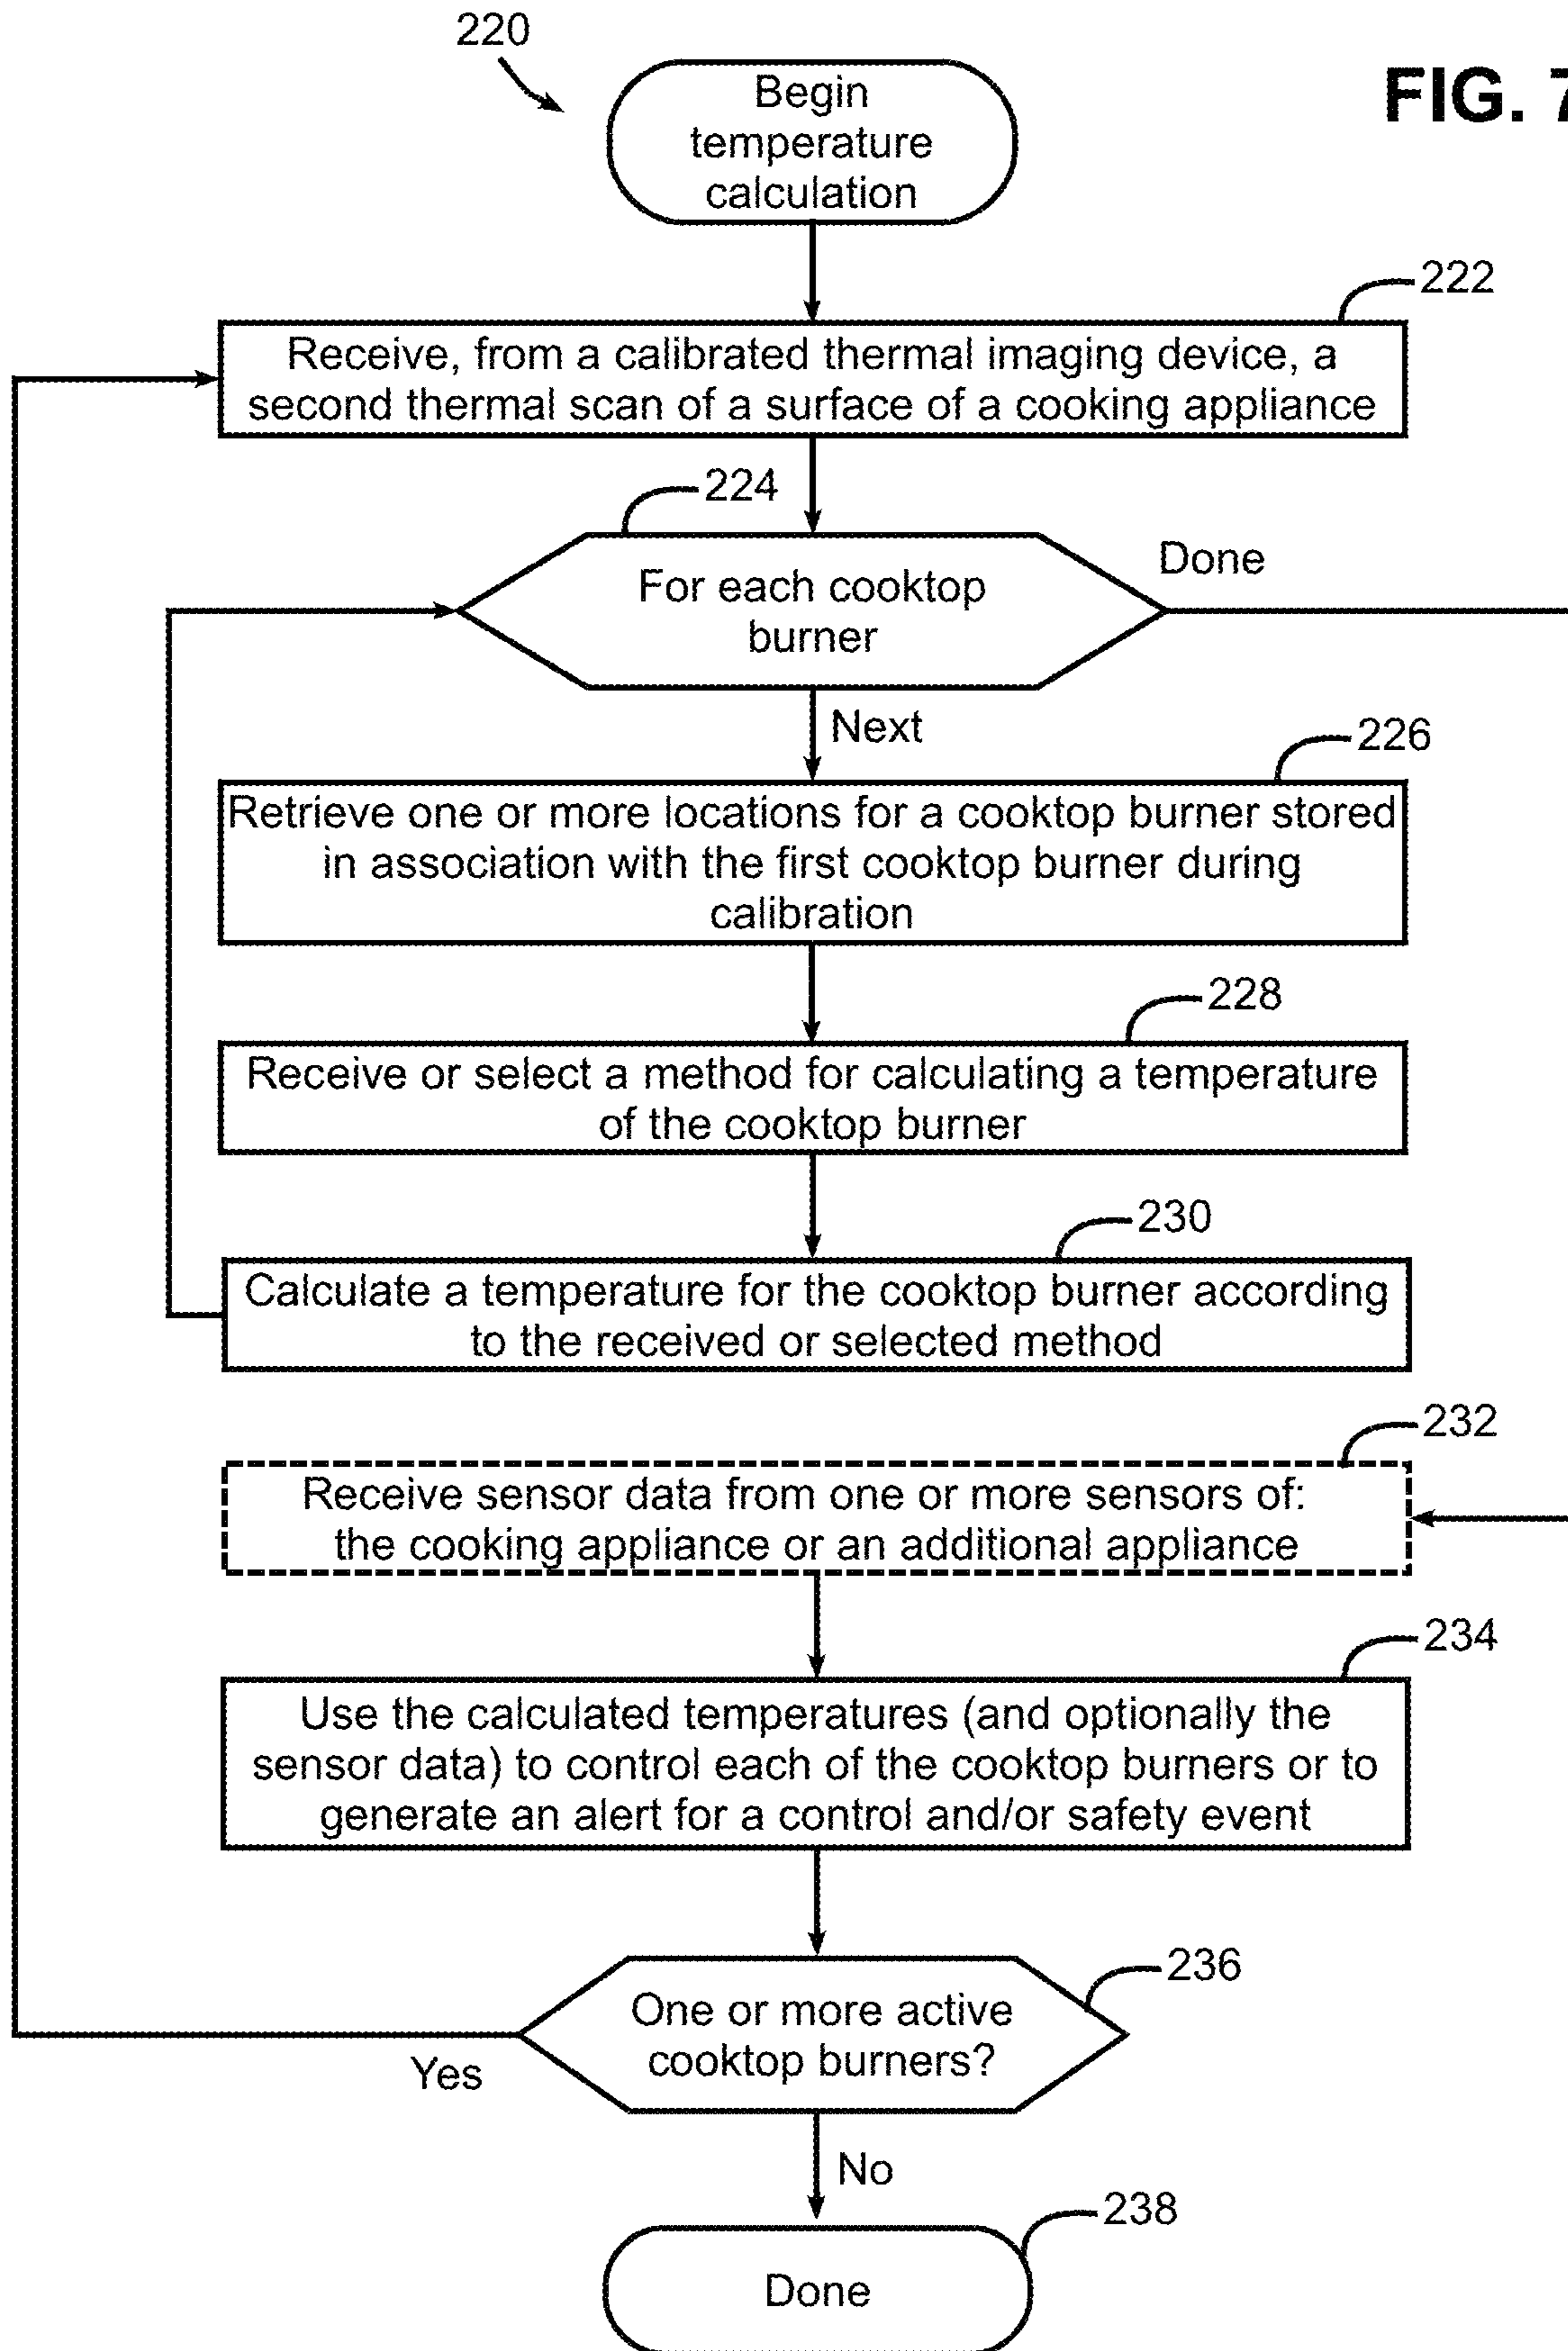 220
FIG. 7
Begin
temperature
calculation
222
Receive, from a calibrated thermal imaging device, a
second thermal scan of a surface of a cooking appliance
224
For each cooktop
burner
Done
Next
226
Retrieve one or more locations for a cooktop burner stored
in association with the first cooktop burner during
calibration
228
Receive or select a method for calculating a temperature
of the cooktop burner
230
Calculate a temperature for the cooktop burner according
to the received or selected method
232
Receive sensor data from one or more sensors of:
the cooking appliance or an additional appliance
234
Use the calculated temperatures (and optionally the
sensor data) to control each of the cooktop burners or to
generate an alert for a control and/or safety event
236
One or more active
cooktop burners?
Yes
No
238
Done